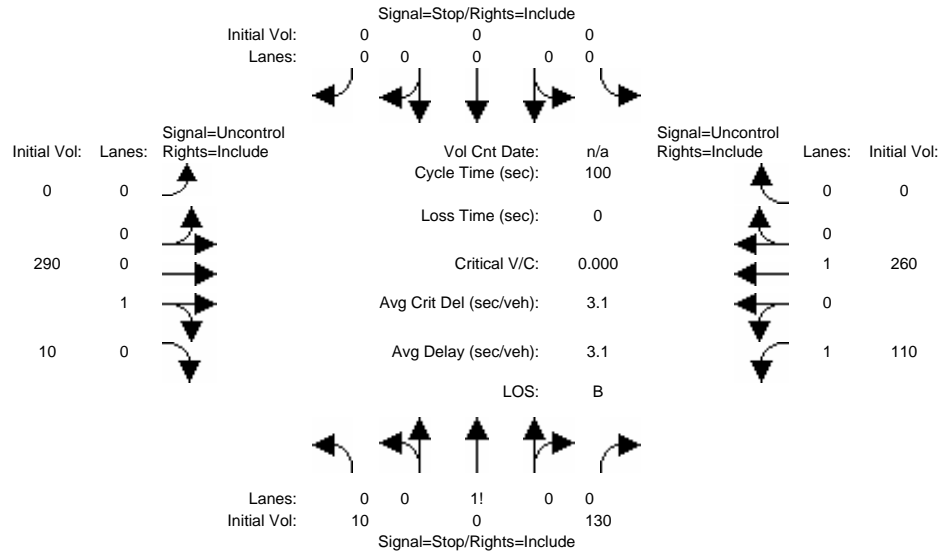 Signal=Stop/Rights=Include
Initial Vol: 0 0 0
Lanes: 0 0 0 0 0
Signal=Uncontrol
Initial Vol: Lanes: Rights=Include
0 0
0
290 0
1
10 0
Vol Cnt Date: n/a
Cycle Time (sec): 100
Loss Time (sec): 0
Critical V/C: 0.000
Avg Crit Del (sec/veh): 3.1
Avg Delay (sec/veh): 3.1
LOS: B
Signal=Uncontrol
Rights=Include Lanes: Initial Vol:
0 0
0
1 260
0
1 110
Lanes: 0 0 1! 0 0
Initial Vol: 10 0 130
Signal=Stop/Rights=Include